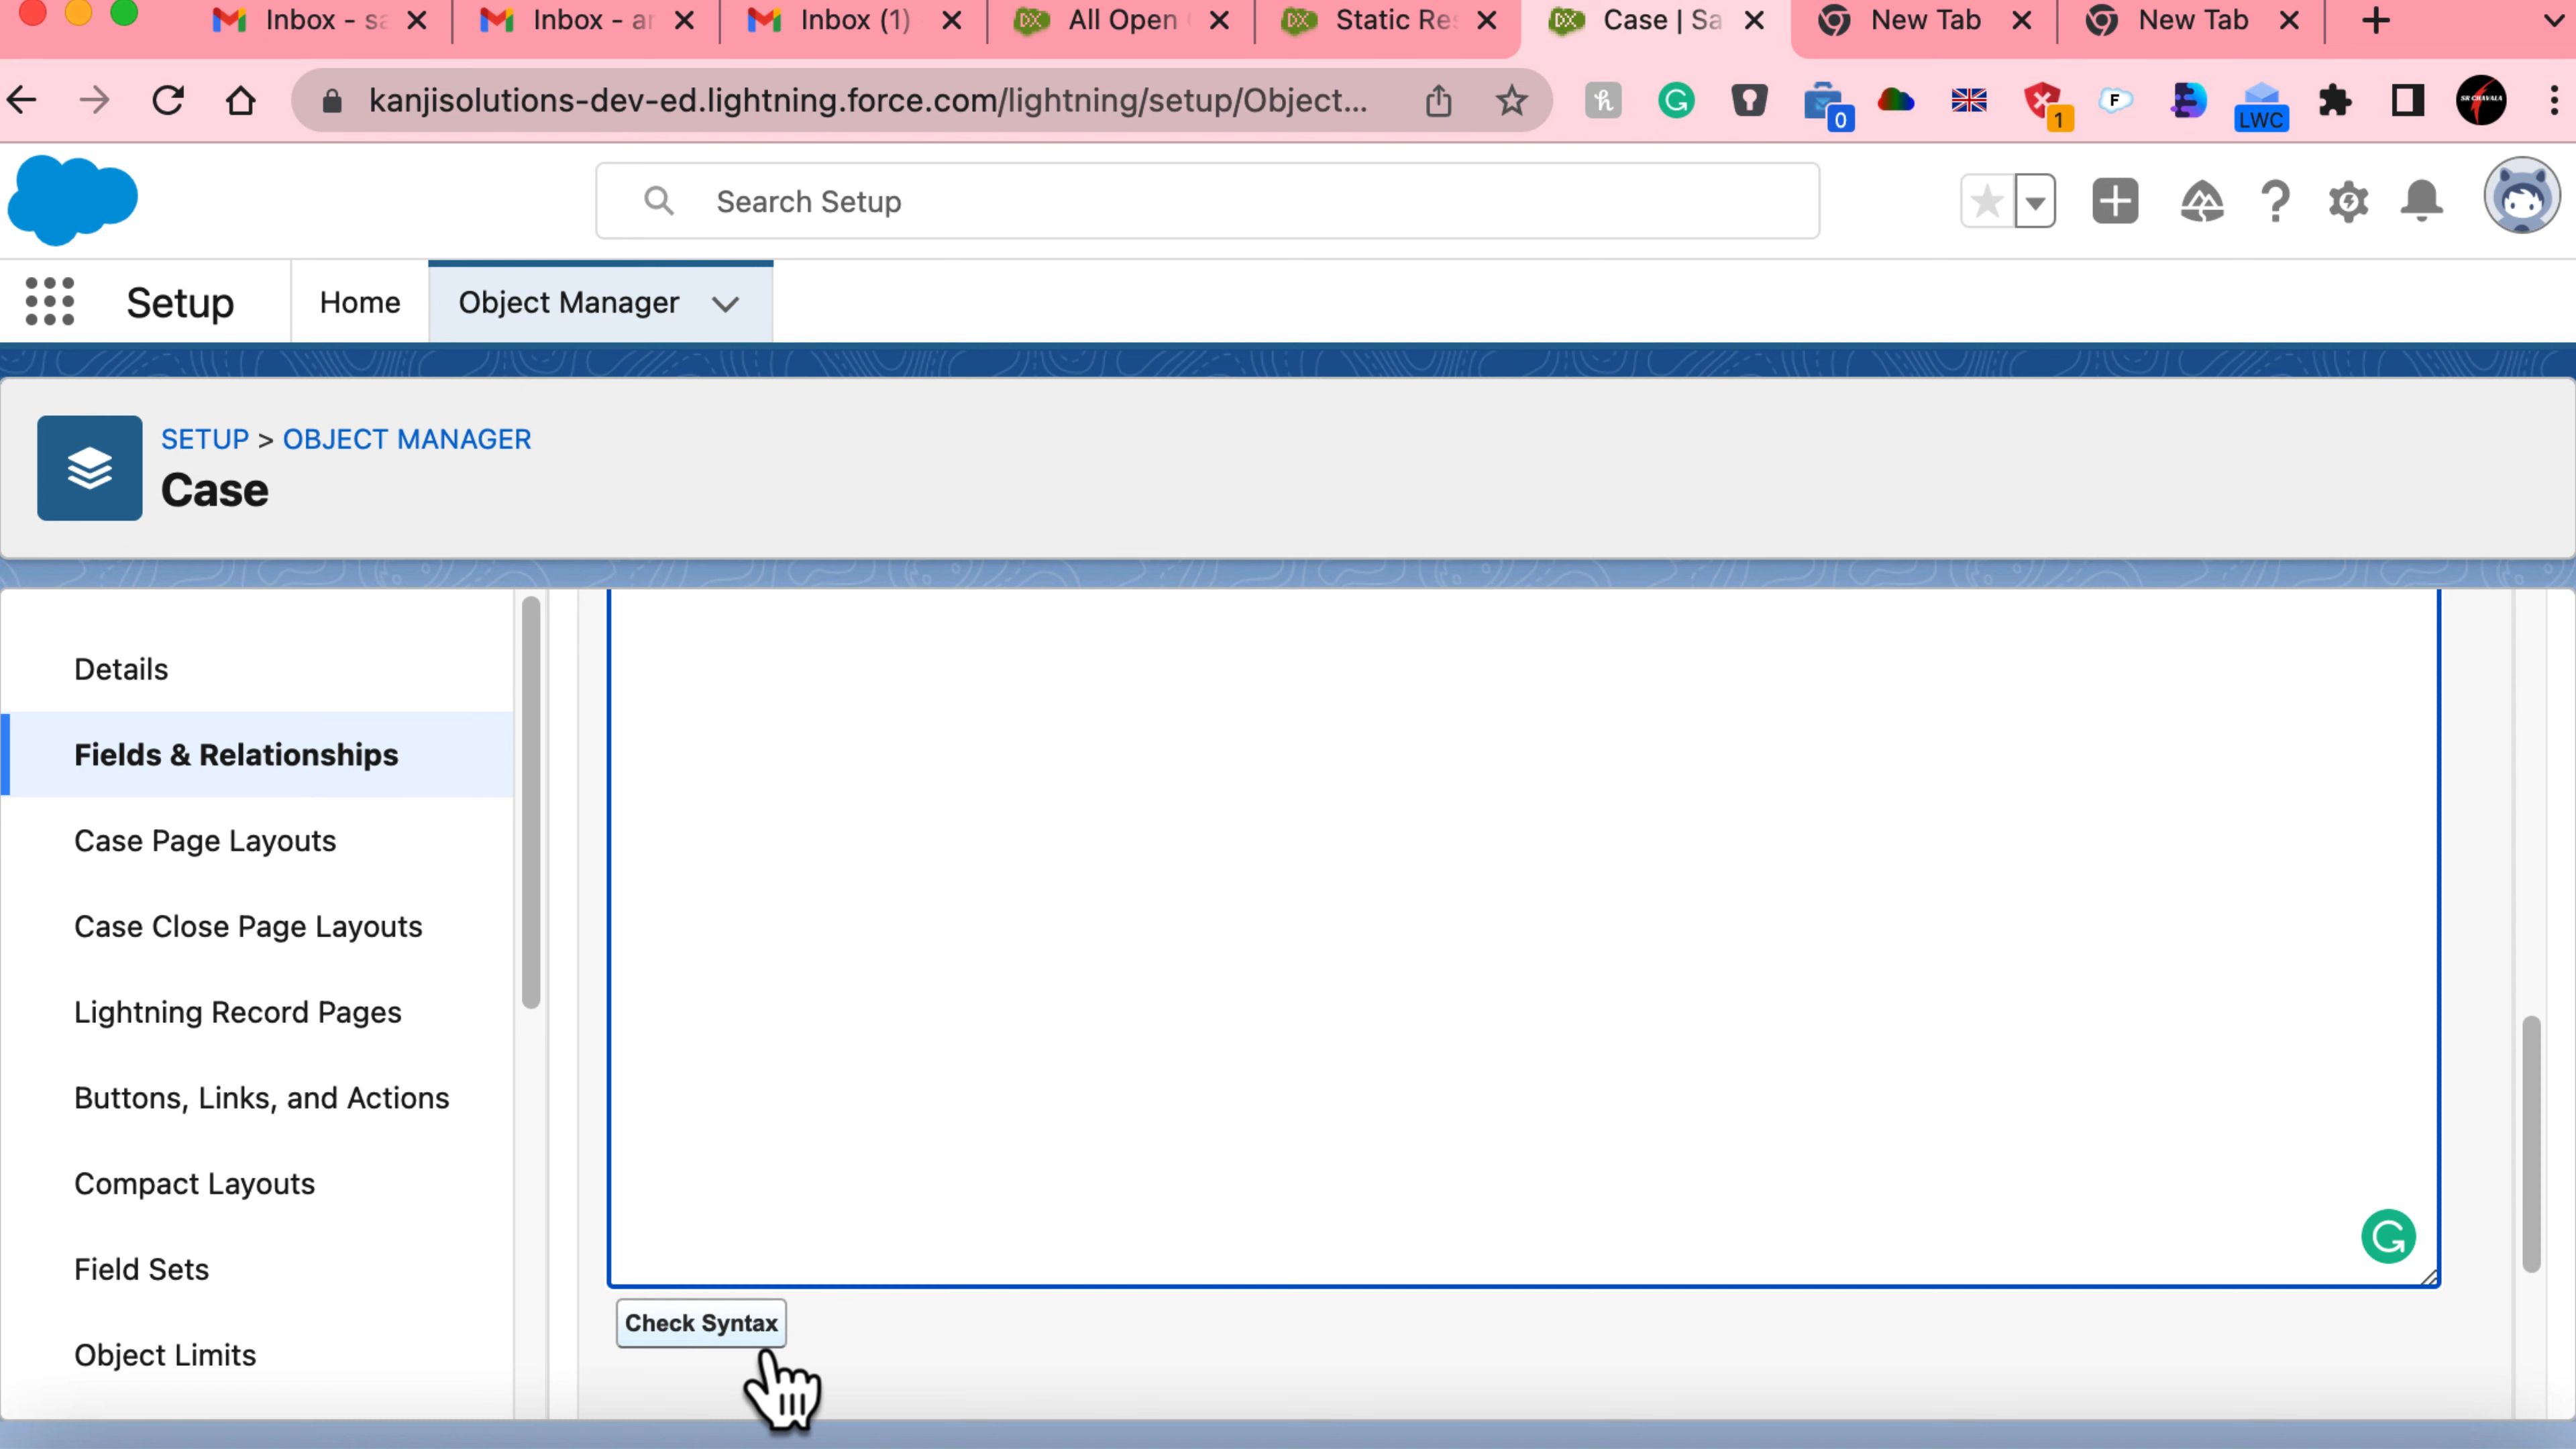 Inbox - sa
Inbox - ar
Inbox (1)
All Open
Static Res
Case | Sa
New Tab
New Tab
kanjisolutions-dev-ed.lightning.force.com/lightning/setup/Object...
0
1
F
LWC
SR CHAVALA
Search Setup
Setup
Home
Object Manager
SETUP > OBJECT MANAGER
Case
Details
Fields & Relationships
Case Page Layouts
Case Close Page Layouts
Lightning Record Pages
Buttons, Links, and Actions
Compact Layouts
Field Sets
Object Limits
Check Syntax